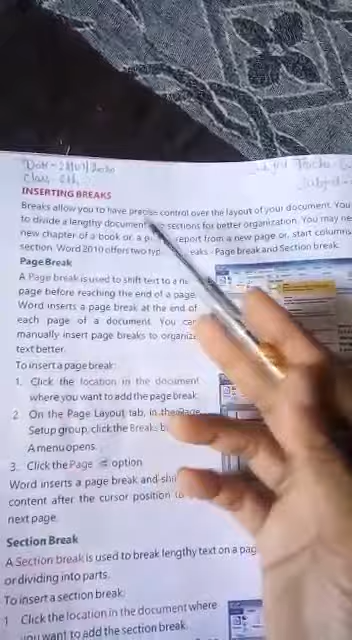 INSERTING BREAKS
Breaks allow you to have precise control over the layout of your document. You
to divide a lengthy document sections for better organization. You may ne
new chapter of a book or a report from a new page or, start columns
section. Word 2010 offers two eaks - Page break and Section break.
Page Break
A Page break is used to shift text to a
page before reaching the end of a page.
Word inserts a page break at the end of
each page of a document. You can
manually insert page breaks to organize
text better.
To insert a page break:
1. Click the location in the document
where you want to add the page break.
2 On the Page Layout tab, in the Page
Setup group, click the Breaks
A menu opens.
3. Click the Page option
Word inserts a page break and
content after the cursor position
next page.
Section Break
A Section break is used to break lengthy text on a pag
or dividing into parts.
To insert a section break:
1 Click the location in the document where
you want to add the section break.